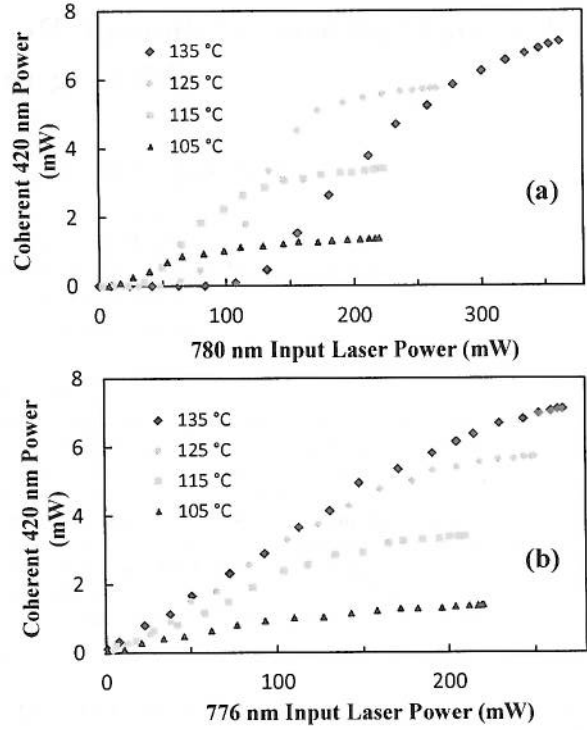 8
6
4
2
0
Coherent 420 nm Power
(mW)
135 °C
125 °C
115 °C
105 °C
(a)
0 100 200 300
780 nm Input Laser Power (mW)
8
6
4
2
0
Coherent 420 nm Power
(mW)
135 °C
125 °C
115 °C
105 °C
(b)
0 100 200
776 nm Input Laser Power (mW)